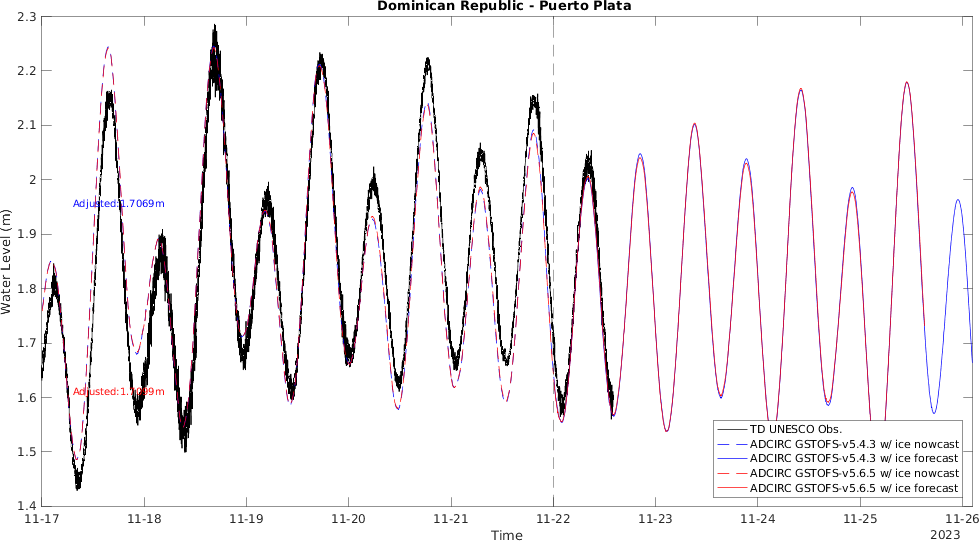 Dominican Republic - Puerto Plata
Water Level (m)
2.3
2.2
2.1
2
1.9
1.8
1.7
1.6
1.5
1.4
Adjusted:1.7069m
TD UNESCO Obs.
ADCIRC GSTOFS-v5.4.3 w/ ice nowcast
ADCIRC GSTOFS-v5.4.3 w/ ice forecast
ADCIRC GSTOFS-v5.6.5 w/ ice nowcast
ADCIRC GSTOFS-v5.6.5 w/ ice forecast
11-17
11-18
11-19
11-20
11-21
11-22
11-23
11-24
11-25
11-26
Time
2023